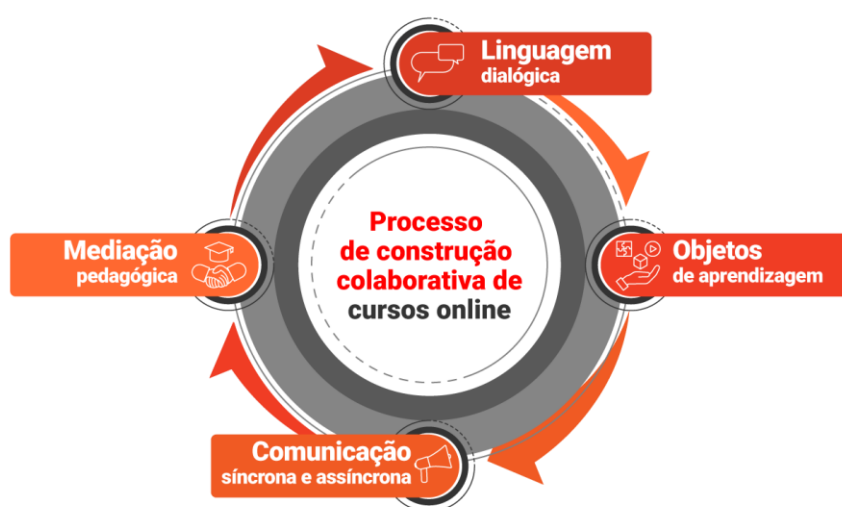 Linguagem
dialógica
Mediação
pedagógica
Processo
de construção
colaborativa de
cursos online
Objetos
de aprendizagem
Comunicação
síncrona e assíncrona